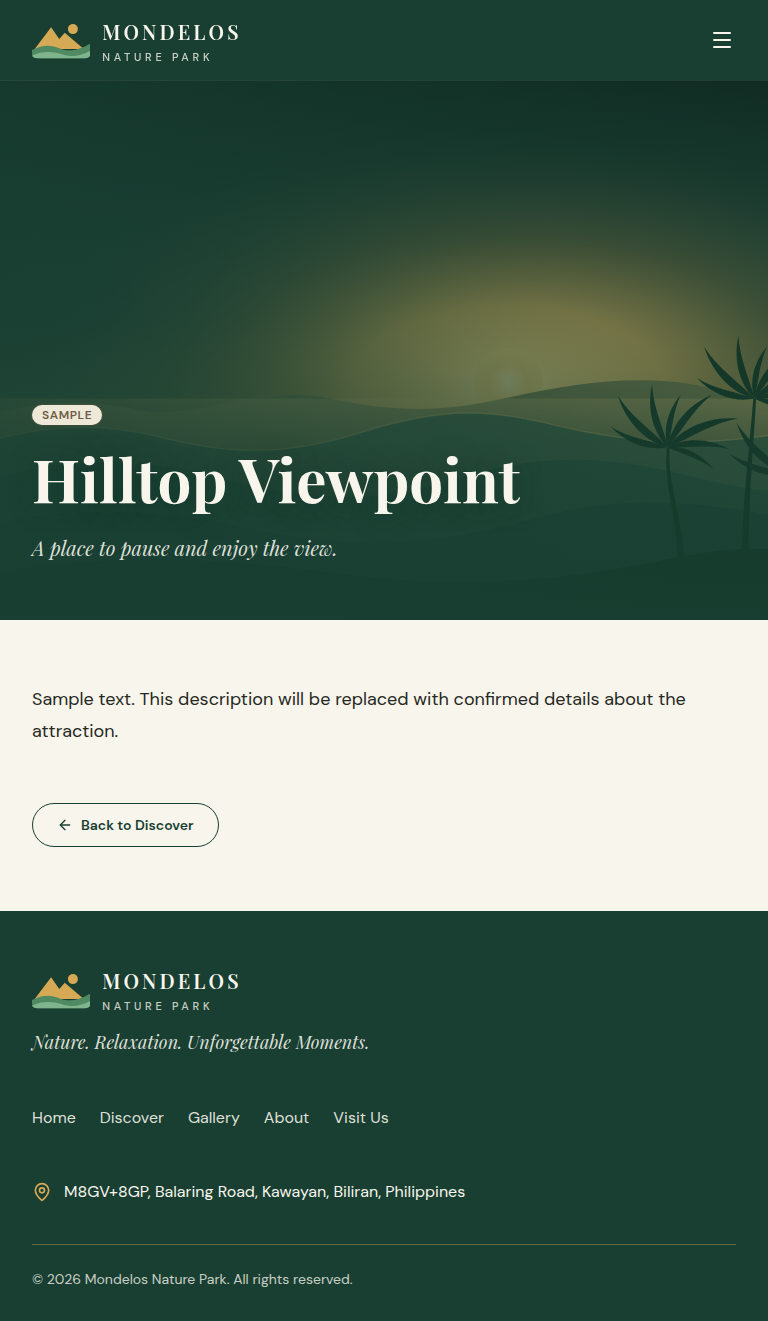 MONDELOS
NATURE PARK
SAMPLE
Hilltop Viewpoint
A place to pause and enjoy the view.
Sample text. This description will be replaced with confirmed details about the
attraction.
Back to Discover
MONDELOS
NATURE PARK
Nature. Relaxation. Unforgettable Moments.
Home Discover Gallery About Visit Us
M8GV+8GP, Balaring Road, Kawayan, Biliran, Philippines
© 2026 Mondelos Nature Park. All rights reserved.